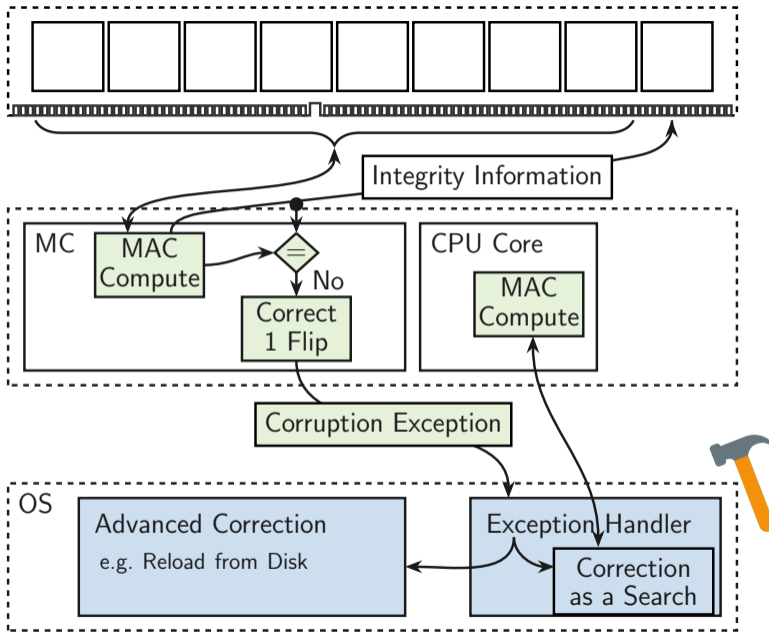 Integrity Information
MC
MAC
Compute
=
No
Correct
1 Flip
CPU Core
MAC
Compute
Corruption Exception
OS
Advanced Correction
e.g. Reload from Disk
Exception Handler
Correction
as a Search